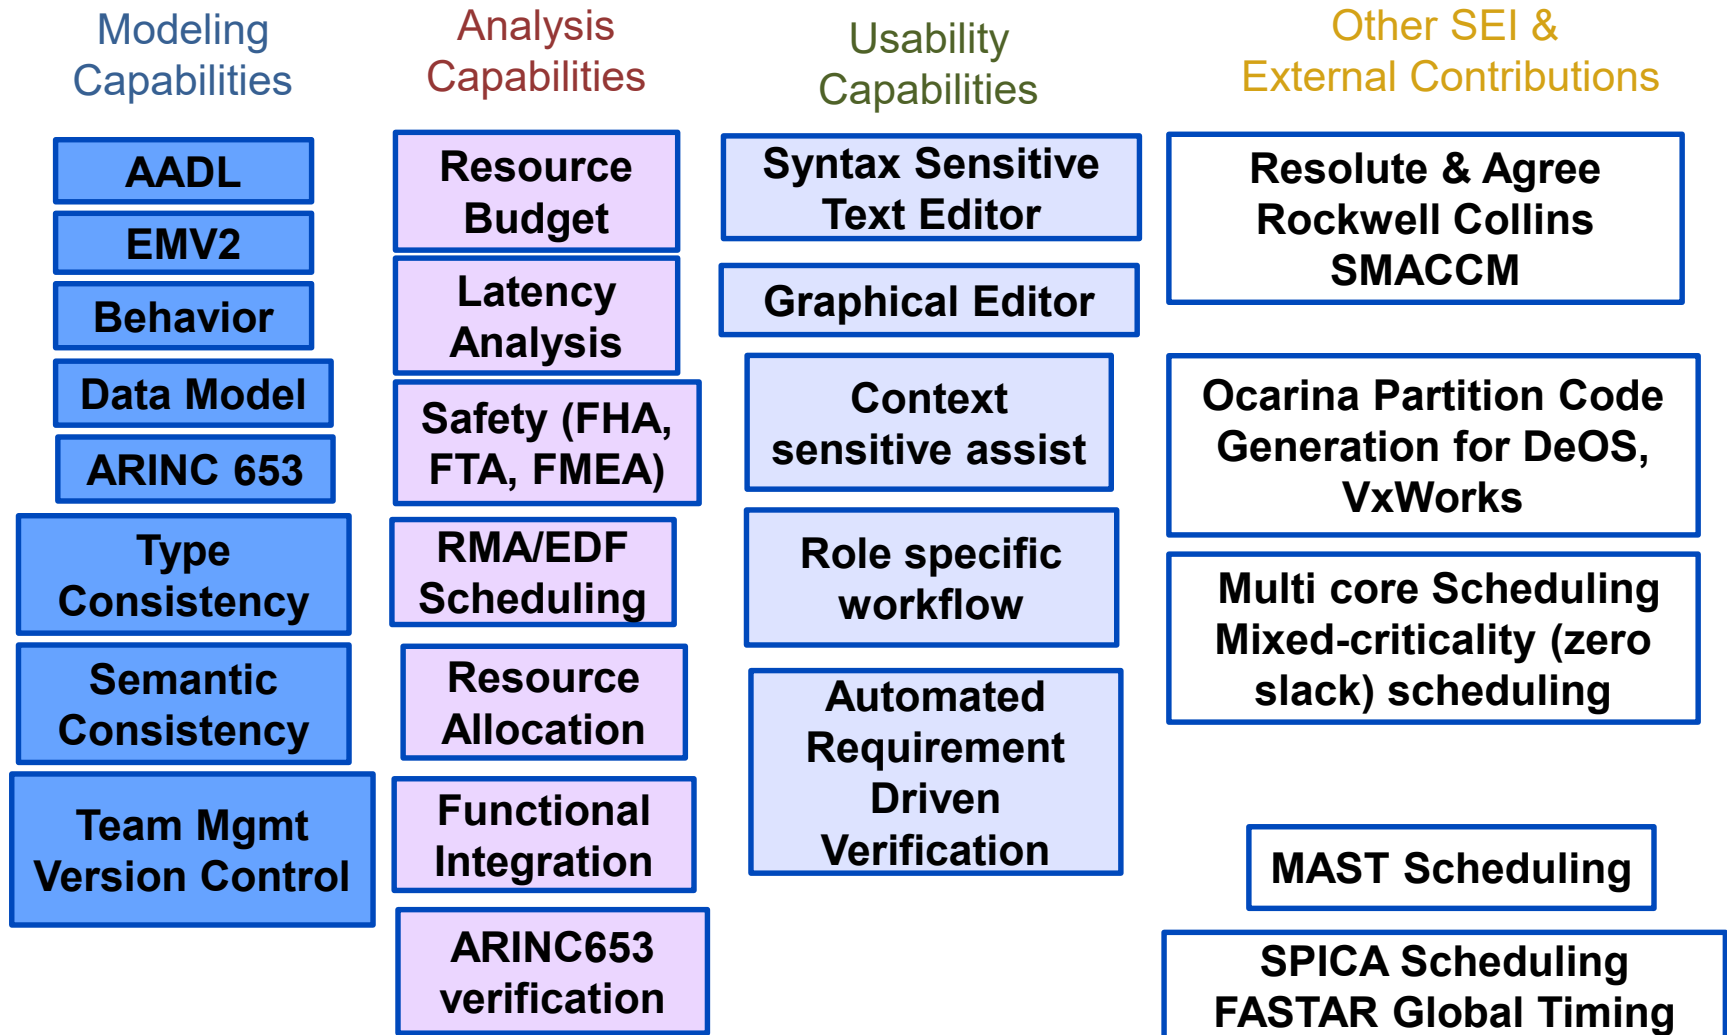 Modeling
Capabilities
AADL
EMV2
Behavior
Data Model
ARINC 653
Type
Consistency
Semantic
Consistency
Team Mgmt
Version Control
Analysis
Capabilities
Resource
Budget
Latency
Analysis
Safety (FHA,
FTA, FMEA)
RMA/EDF
Scheduling
Resource
Allocation
Functional
Integration
ARINC653
verification
Usability
Capabilities
Syntax Sensitive
Text Editor
Graphical Editor
Context
sensitive assist
Role specific
workflow
Automated
Requirement
Driven
Verification
Other SEI &
External Contributions
Resolute & Agree
Rockwell Collins
SMACCM
Ocarina Partition Code
Generation for DeOS,
VxWorks
Multi core Scheduling
Mixed-criticality (zero
slack) scheduling
MAST Scheduling
SPICA Scheduling
FASTAR Global Timing